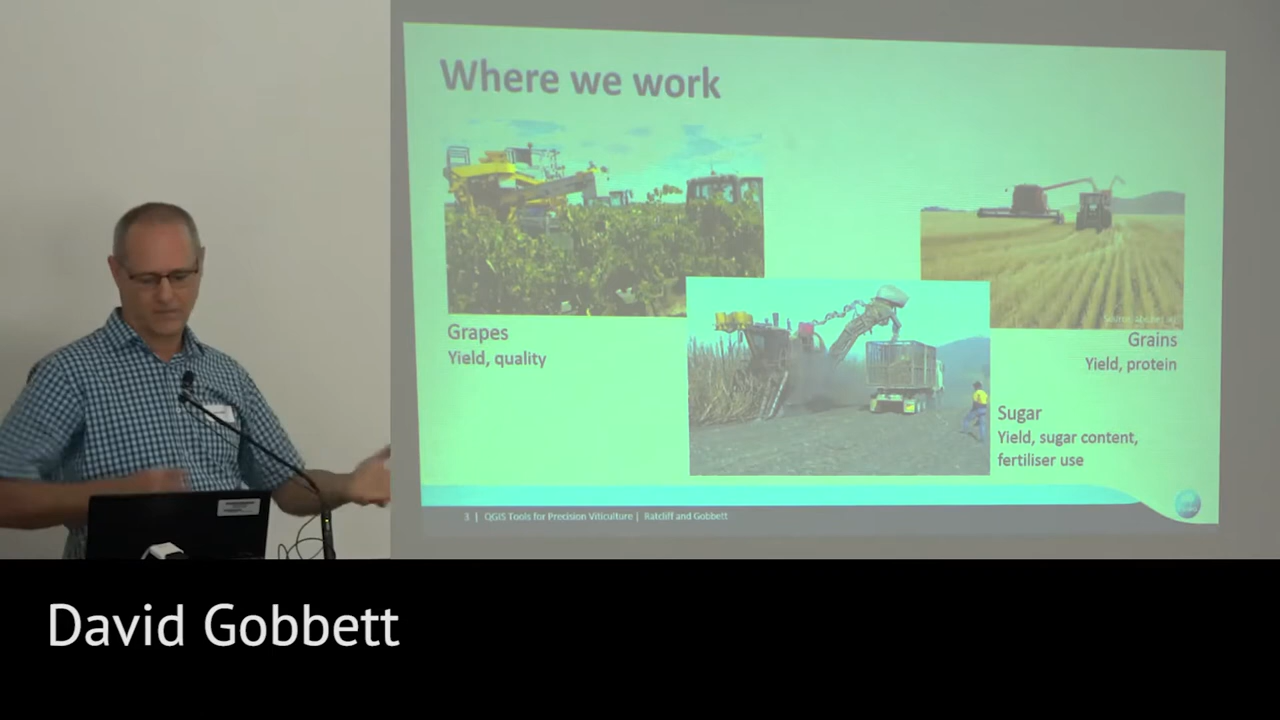 Where we work
Grapes
Yield, quality
Grains
Yield, protein
Sugar
Yield, sugar content,
fertiliser use
3 | QGIS Tools for Precision Viticulture | Ratcliff and Gobbett
David Gobbett